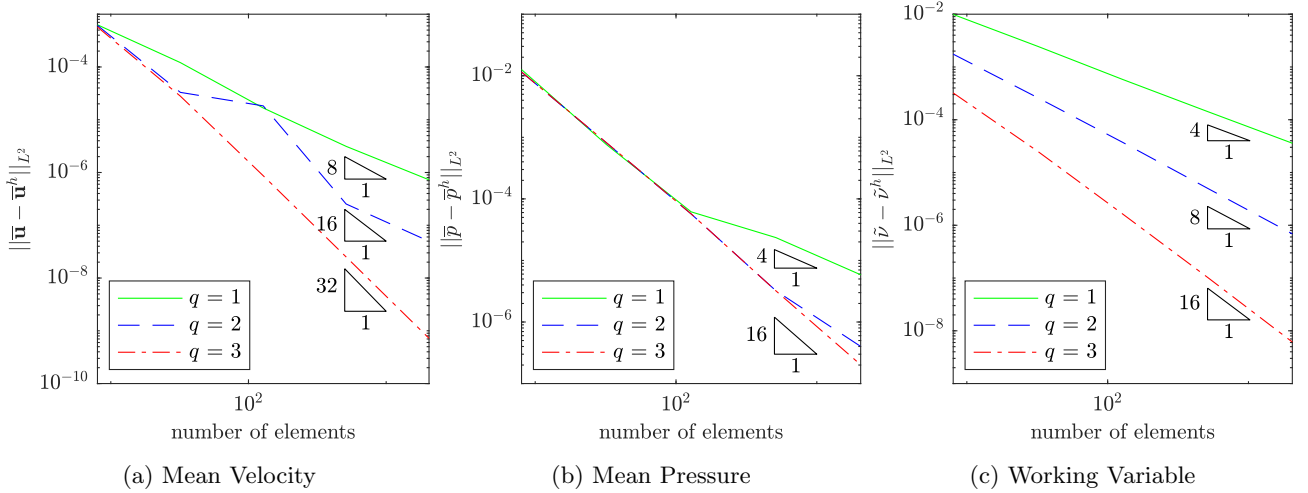 10^{-4}
10^{-6}
10^{-8}
10^{-10}
||\overline{\mathbf{u}} − \overline{\mathbf{u}}^h||_{L^2}
8
1
16
1
32
1
q = 1
q = 2
q = 3
10^2
number of elements
(a) Mean Velocity
10^{-2}
10^{-4}
10^{-6}
||\overline{p} − \overline{p}^h||_{L^2}
4
1
16
1
q = 1
q = 2
q = 3
10^2
number of elements
(b) Mean Pressure
10^{-2}
10^{-4}
10^{-6}
10^{-8}
||\tilde{ν} − \tilde{ν}^h||_{L^2}
4
1
8
1
16
1
q = 1
q = 2
q = 3
10^2
number of elements
(c) Working Variable